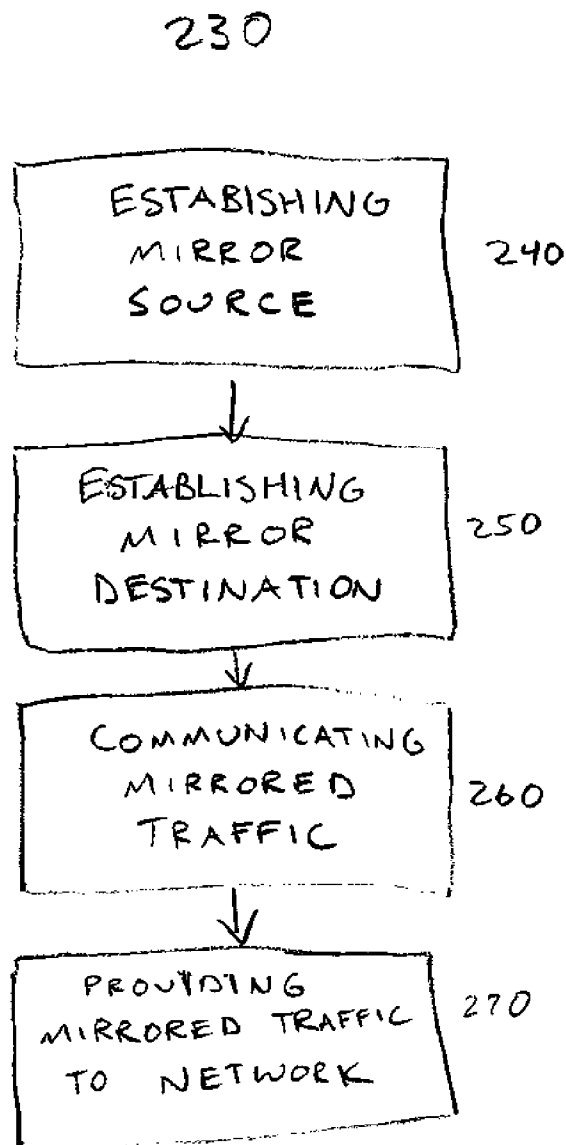 230
ESTABISHING
MIRROR
SOURCE
240
ESTABLISHING
MIRROR
DESTINATION
250
COMMUNICATING
MIRRORED
TRAFFIC
260
PROVIDING
MIRRORED TRAFFIC
TO NETWORK
270